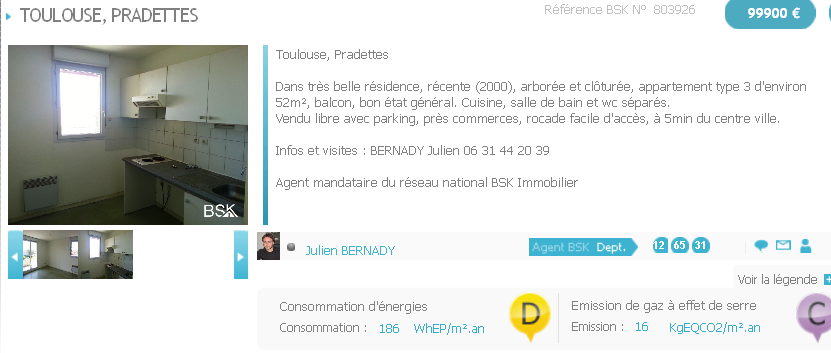 TOULOUSE, PRADETTES
Référence BSK N° 803926
99900 €
Toulouse, Pradettes
Dans très belle résidence, récente (2000), arborée et clôturée, appartement type 3 d'environ
52m², balcon, bon état général. Cuisine, salle de bain et wc séparés.
Vendu libre avec parking, près commerces, rocade facile d'accès, à 5min du centre ville.
Infos et visites : BERNADY Julien 06 31 44 20 39
Agent mandataire du réseau national BSK Immobilier
BSK
Julien BERNADY
Agent BSK Dept.
12 65 31
Voir la légende
Consommation d'énergies
Consommation : 186 WhEP/m².an
D
Emission de gaz à effet de serre
Emission : 16 KgEQCO2/m².an
C